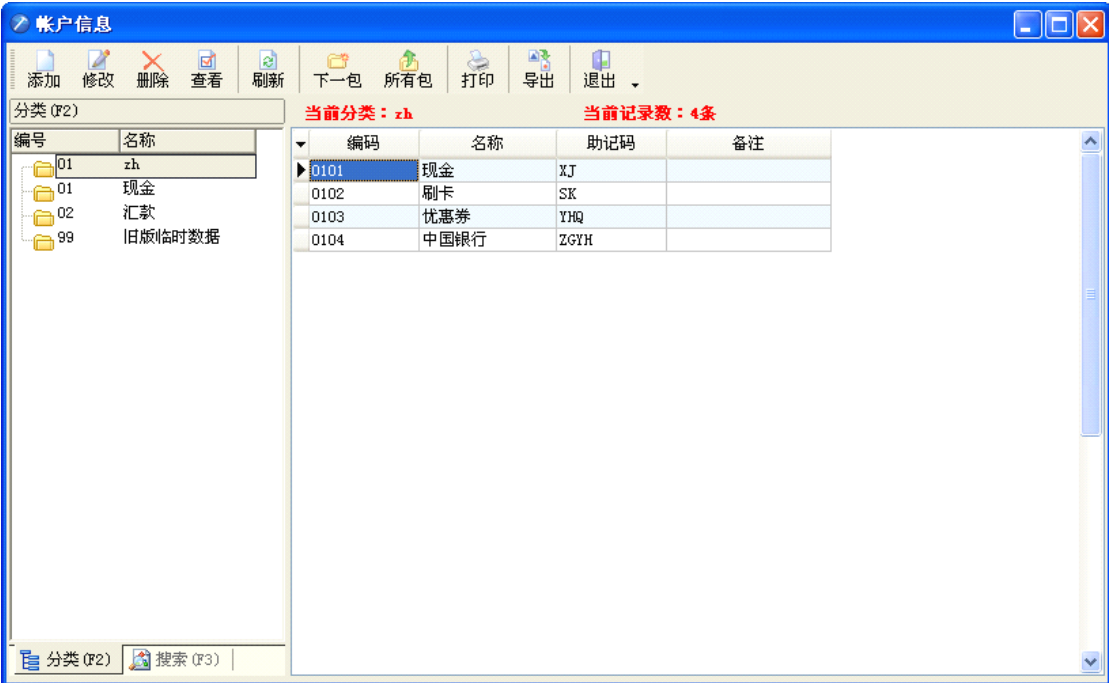 帐户信息
添加 修改 删除 查看 刷新 下一包 所有包 打印 导出 退出
分类(F2)
当前分类：zh 当前记录数：4条
编号 名称
01 zh
01 现金
02 汇款
99 旧版临时数据
编码 名称 助记码 备注
0101 现金 XJ
0102 刷卡 SK
0103 优惠券 YHQ
0104 中国银行 ZGYH
分类(F2) 搜索(F3)